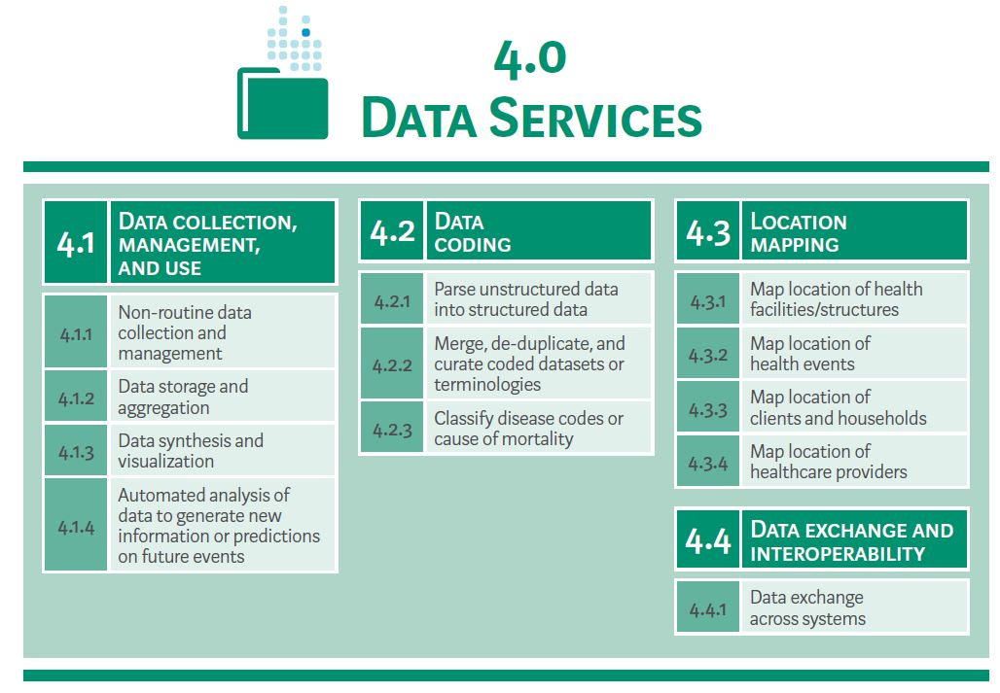 4.0
DATA SERVICES
4.1
DATA COLLECTION,
MANAGEMENT,
AND USE
4.1.1
Non-routine data
collection and
management
4.1.2
Data storage and
aggregation
4.1.3
Data synthesis and
visualization
4.1.4
Automated analysis of
data to generate new
information or predictions
on future events
4.2
DATA
CODING
4.2.1
Parse unstructured data
into structured data
4.2.2
Merge, de-duplicate, and
curate coded datasets or
terminologies
4.2.3
Classify disease codes or
cause of mortality
4.3
LOCATION
MAPPING
4.3.1
Map location of health
facilities/structures
4.3.2
Map location of
health events
4.3.3
Map location of
clients and households
4.3.4
Map location of
healthcare providers
4.4
DATA EXCHANGE AND
INTEROPERABILITY
4.4.1
Data exchange
across systems